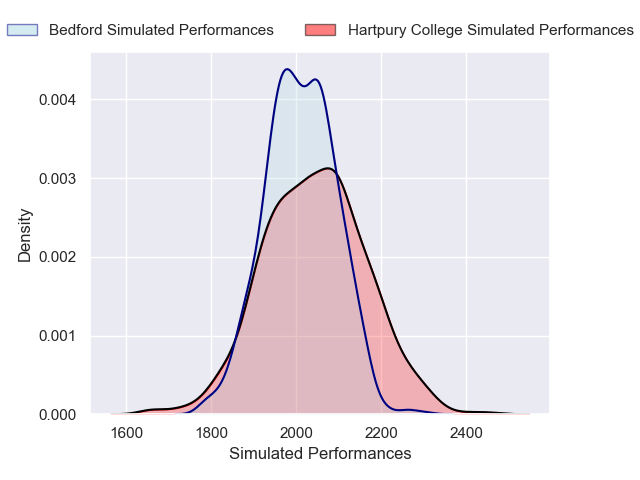 Bedford Simulated Performances
Hartpury College Simulated Performances
0.004
0.003
0.002
0.001
0.000
Density
1600
1800
2000
2200
2400
Simulated Performances